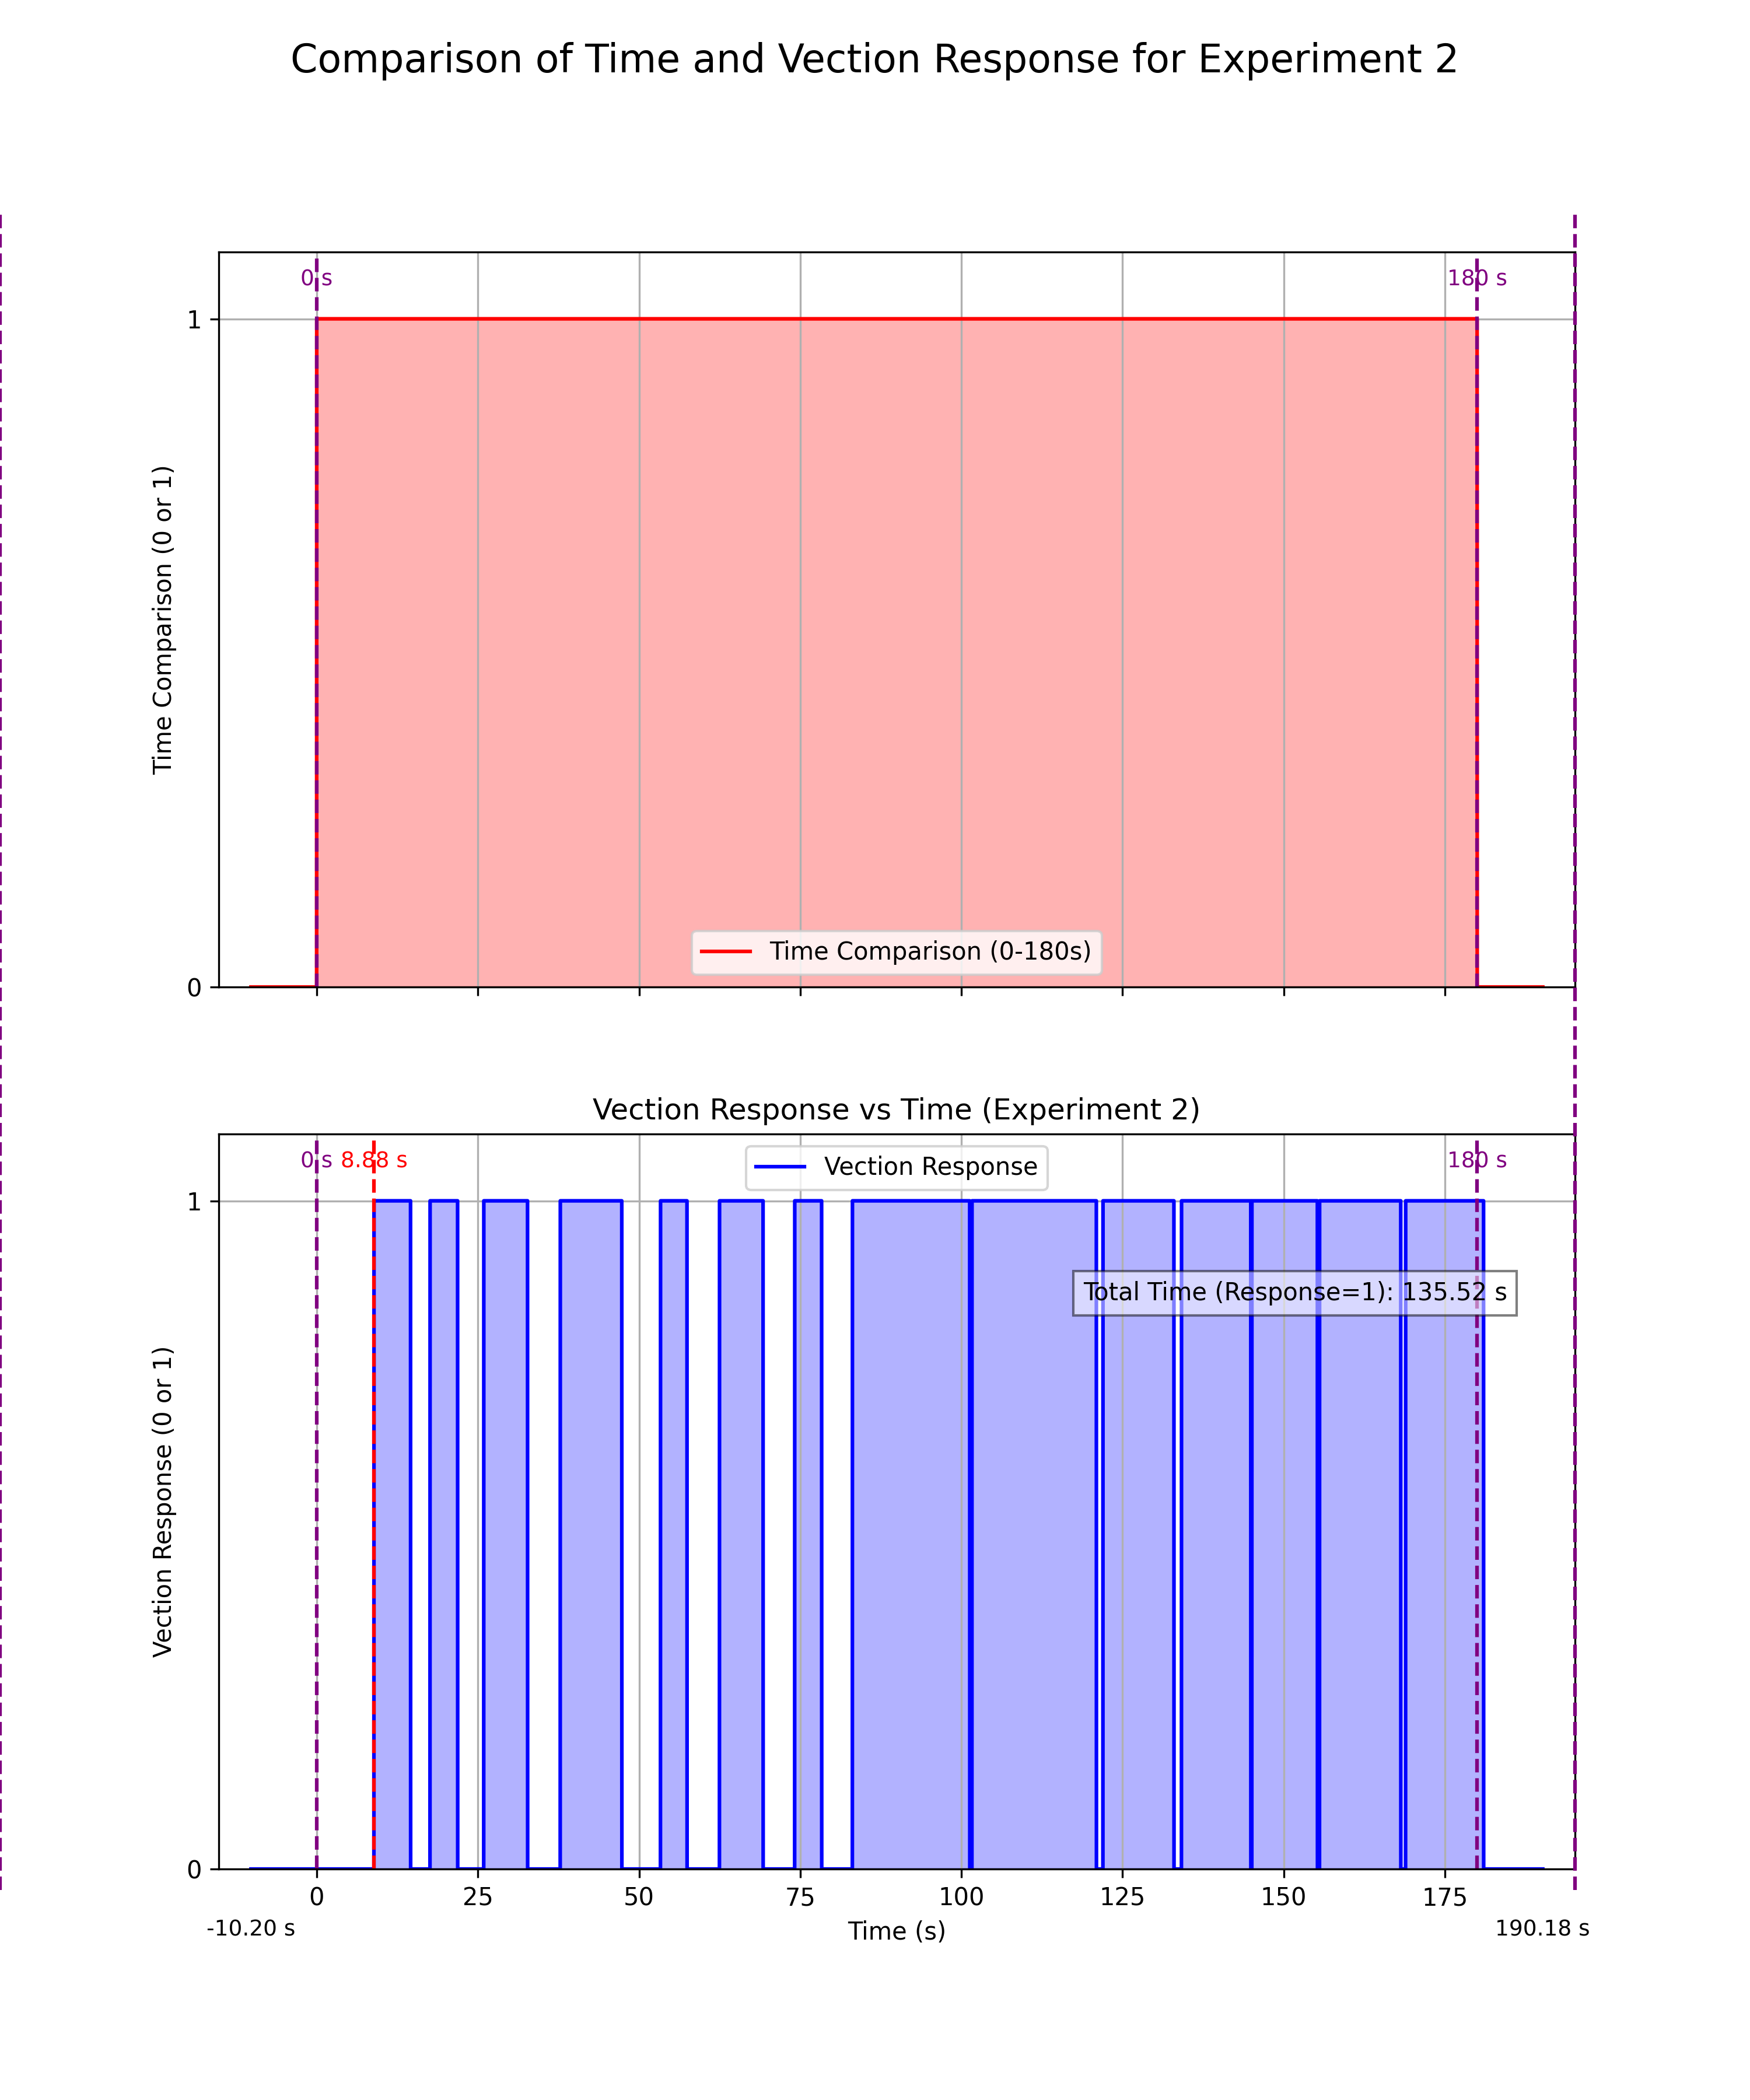 Comparison of Time and Vection Response for Experiment 2
0 s
180 s
1
Time Comparison (0 or 1)
Time Comparison (0-180s)
0
Vection Response vs Time (Experiment 2)
0 s
8.88 s
Vection Response
180 s
1
Total Time (Response=1): 135.52 s
Vection Response (0 or 1)
0
0 25 50 75 100 125 150 175
-10.20 s
Time (s)
190.18 s